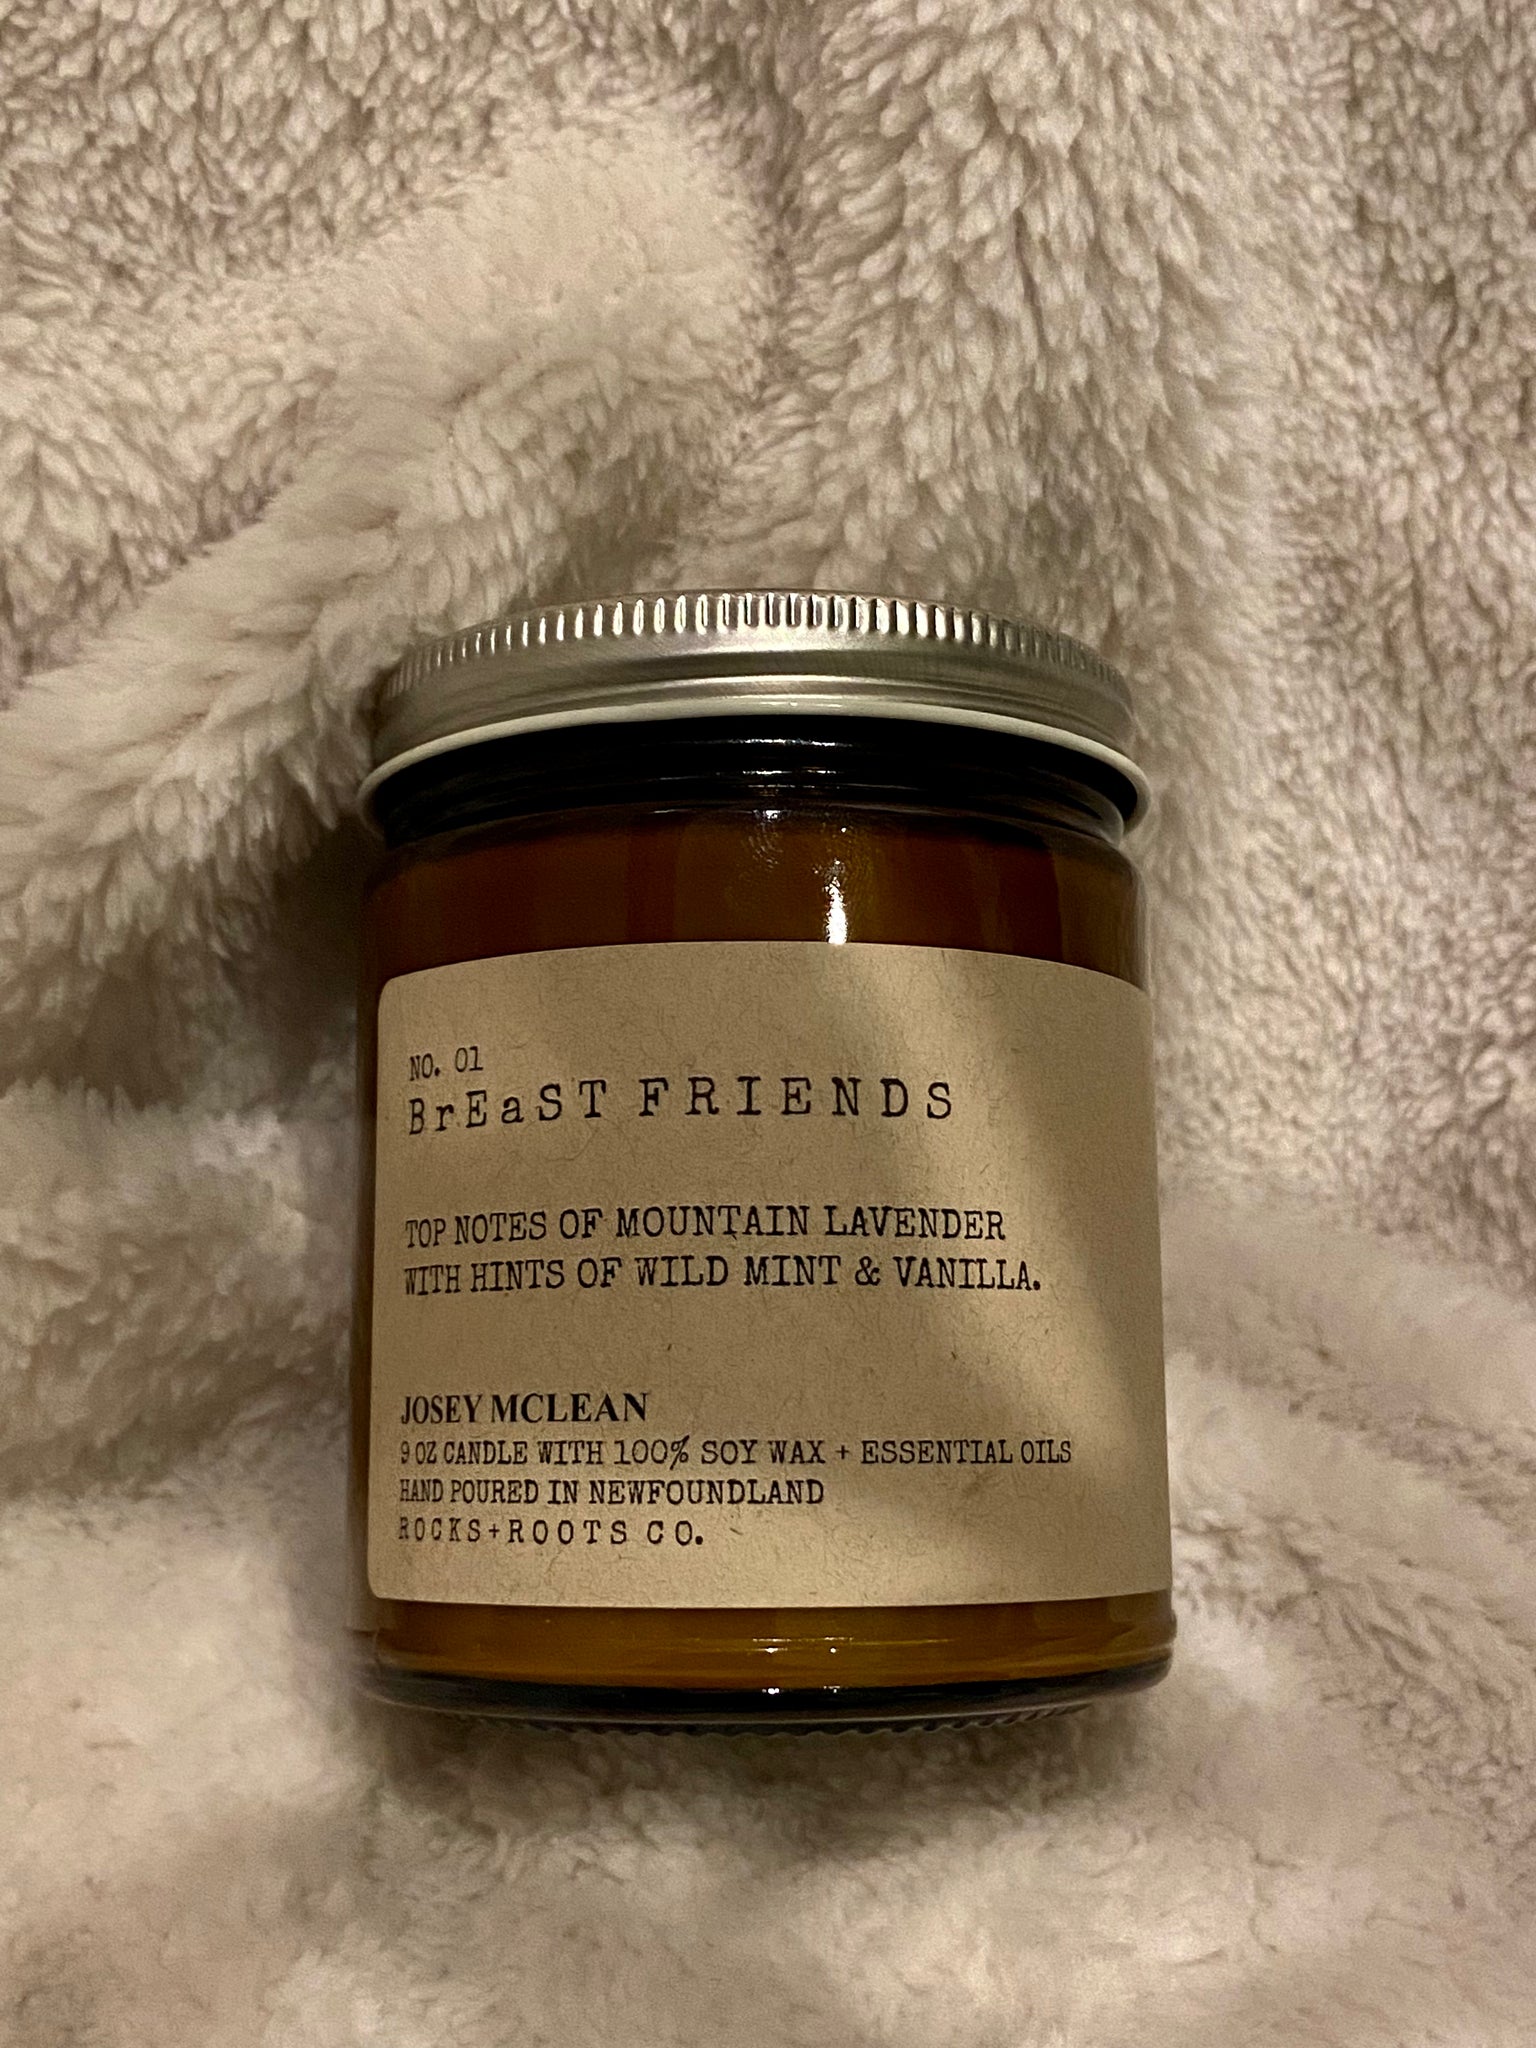 NO. 01
BrEaST FRIENDS
TOP NOTES OF MOUNTAIN LAVENDER
WITH HINTS OF WILD MINT & VANILLA.
JOSEY MCLEAN
9 OZ CANDLE WITH 100% SOY WAX + ESSENTIAL OILS
HAND POURED IN NEWFOUNDLAND
ROCKS+ROOTS CO.